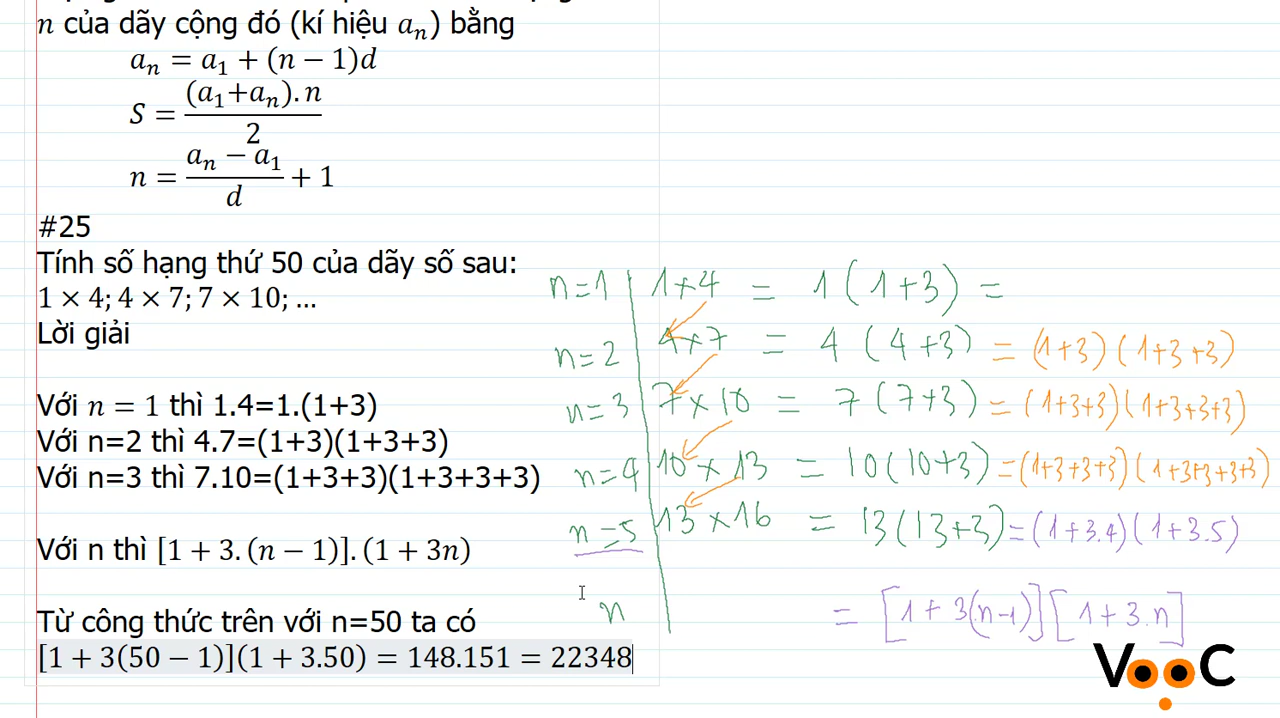 n của dãy cộng đó (kí hiệu aₙ) bằng
aₙ = a₁ + (n − 1)d
S = (a₁+aₙ).n / 2
n = (aₙ − a₁) / d + 1
#25
Tính số hạng thứ 50 của dãy số sau:
1 × 4; 4 × 7; 7 × 10; ...
Lời giải
Với n = 1 thì 1.4=1.(1+3)
Với n=2 thì 4.7=(1+3)(1+3+3)
Với n=3 thì 7.10=(1+3+3)(1+3+3+3)
Với n thì [1 + 3.(n − 1)].(1 + 3n)
Từ công thức trên với n=50 ta có
[1 + 3(50 − 1)](1 + 3.50) = 148.151 = 22348
n=1 1×4 = 1(1+3) =
n=2 4×7 = 4(4+3) = (1+3)(1+3+3)
n=3 7×10 = 7(7+3) = (1+3+3)(1+3+3+3)
n=4 10×13 = 10(10+3) = (1+3+3+3)(1+3+3+3+3)
n=5 13×16 = 13(13+3) = (1+3.4)(1+3.5)
n = [1+3(n-1)][1+3.n]
VOOC